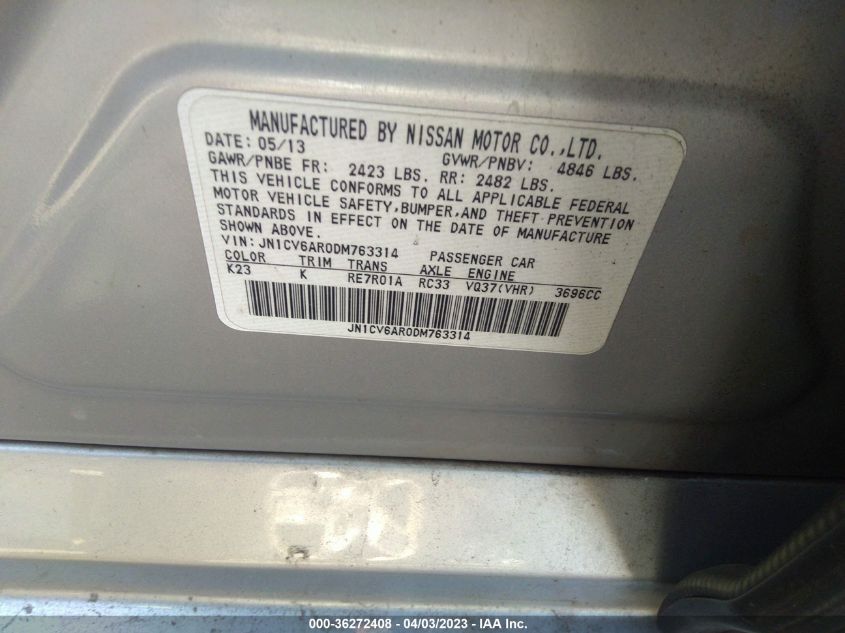 MANUFACTURED BY NISSAN MOTOR CO.,LTD.
DATE: 05/13 GVWR/PNBV: 4846 LBS.
GAWR/PNBE FR: 2423 LBS. RR: 2482 LBS.
THIS VEHICLE CONFORMS TO ALL APPLICABLE FEDERAL
MOTOR VEHICLE SAFETY,BUMPER,AND THEFT PREVENTION
STANDARDS IN EFFECT ON THE DATE OF MANUFACTURE
SHOWN ABOVE.
VIN: JN1CV6AR0DM763314 PASSENGER CAR
COLOR TRIM TRANS AXLE ENGINE
K23 K RE7R01A RC33 VQ37(VHR) 3696CC
JN1CV6AR0DM763314
000-36272408 - 04/03/2023 - IAA Inc.